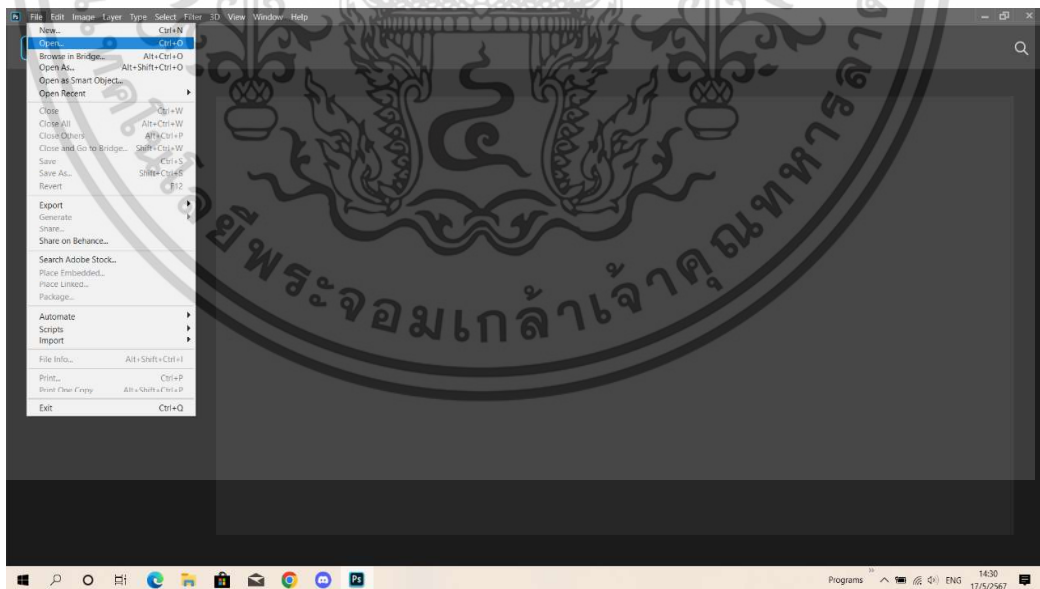 Ps File Edit Image Layer Type Select Filter 3D View Window Help
New... Ctrl+N
Open... Ctrl+O
Browse in Bridge... Alt+Ctrl+O
Open As... Alt+Shift+Ctrl+O
Open as Smart Object...
Open Recent
Close Ctrl+W
Close All Alt+Ctrl+W
Close Others Alt+Ctrl+P
Close and Go to Bridge... Shift+Ctrl+W
Save Ctrl+S
Save As... Shift+Ctrl+S
Revert F12
Export
Generate
Share...
Share on Behance...
Search Adobe Stock...
Place Embedded...
Place Linked...
Package...
Automate
Scripts
Import
File Info... Alt+Shift+Ctrl+I
Print... Ctrl+P
Print One Copy Alt+Shift+Ctrl+P
Exit Ctrl+Q
พระจอมเกล้าเจ้าคุณทหารลาด
Ps
Programs
ENG
14:30
17/5/2567